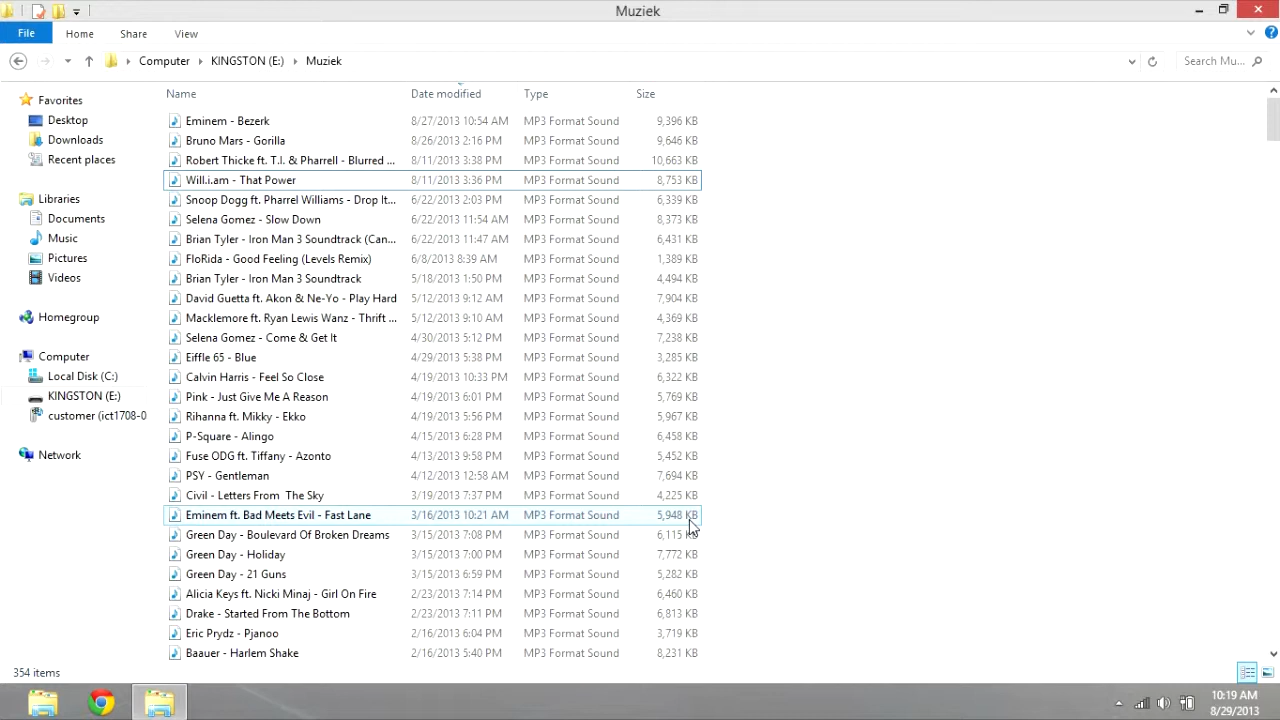 Muziek
File Home Share View
Computer KINGSTON (E:) Muziek Search Mu...
Name Date modified Type Size
Favorites
Desktop
Downloads
Recent places
Libraries
Documents
Music
Pictures
Videos
Homegroup
Computer
Local Disk (C:)
KINGSTON (E:)
customer (ict1708-0
Network
Eminem - Bezerk 8/27/2013 10:54 AM MP3 Format Sound 9,396 KB
Bruno Mars - Gorilla 8/26/2013 2:16 PM MP3 Format Sound 9,646 KB
Robert Thicke ft. T.I. & Pharrell - Blurred ... 8/11/2013 3:38 PM MP3 Format Sound 10,663 KB
Will.i.am - That Power 8/11/2013 3:36 PM MP3 Format Sound 8,753 KB
Snoop Dogg ft. Pharrel Williams - Drop It... 6/22/2013 2:03 PM MP3 Format Sound 6,339 KB
Selena Gomez - Slow Down 6/22/2013 11:54 AM MP3 Format Sound 8,373 KB
Brian Tyler - Iron Man 3 Soundtrack (Can... 6/22/2013 11:47 AM MP3 Format Sound 6,431 KB
FloRida - Good Feeling (Levels Remix) 6/8/2013 8:39 AM MP3 Format Sound 1,389 KB
Brian Tyler - Iron Man 3 Soundtrack 5/18/2013 1:50 PM MP3 Format Sound 4,494 KB
David Guetta ft. Akon & Ne-Yo - Play Hard 5/12/2013 9:12 AM MP3 Format Sound 7,904 KB
Macklemore ft. Ryan Lewis Wanz - Thrift ... 5/12/2013 9:10 AM MP3 Format Sound 4,369 KB
Selena Gomez - Come & Get It 4/30/2013 5:12 PM MP3 Format Sound 7,238 KB
Eiffle 65 - Blue 4/29/2013 5:38 PM MP3 Format Sound 3,285 KB
Calvin Harris - Feel So Close 4/19/2013 10:33 PM MP3 Format Sound 6,322 KB
Pink - Just Give Me A Reason 4/19/2013 6:01 PM MP3 Format Sound 5,769 KB
Rihanna ft. Mikky - Ekko 4/19/2013 5:56 PM MP3 Format Sound 5,967 KB
P-Square - Alingo 4/15/2013 6:28 PM MP3 Format Sound 6,458 KB
Fuse ODG ft. Tiffany - Azonto 4/13/2013 9:58 PM MP3 Format Sound 5,452 KB
PSY - Gentleman 4/12/2013 12:58 AM MP3 Format Sound 7,694 KB
Civil - Letters From The Sky 3/19/2013 7:37 PM MP3 Format Sound 4,225 KB
Eminem ft. Bad Meets Evil - Fast Lane 3/16/2013 10:21 AM MP3 Format Sound 5,948 KB
Green Day - Boulevard Of Broken Dreams 3/15/2013 7:08 PM MP3 Format Sound 6,115 KB
Green Day - Holiday 3/15/2013 7:00 PM MP3 Format Sound 7,772 KB
Green Day - 21 Guns 3/15/2013 6:59 PM MP3 Format Sound 5,282 KB
Alicia Keys ft. Nicki Minaj - Girl On Fire 2/23/2013 7:14 PM MP3 Format Sound 6,460 KB
Drake - Started From The Bottom 2/23/2013 7:11 PM MP3 Format Sound 6,813 KB
Eric Prydz - Pjanoo 2/16/2013 6:04 PM MP3 Format Sound 3,719 KB
Baauer - Harlem Shake 2/16/2013 5:40 PM MP3 Format Sound 8,231 KB
354 items
10:19 AM
8/29/2013